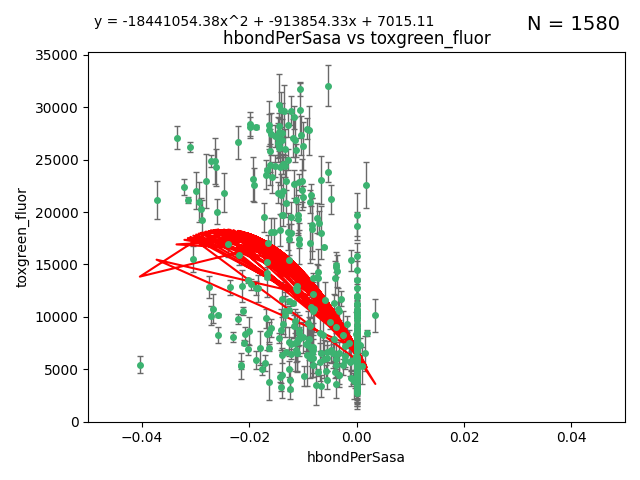 y = -18441054.38x^2 + -913854.33x + 7015.11
N = 1580
hbondPerSasa vs toxgreen_fluor
35000
30000
25000
20000
15000
10000
5000
0
toxgreen_fluor
−0.04
−0.02
0.00
0.02
0.04
hbondPerSasa